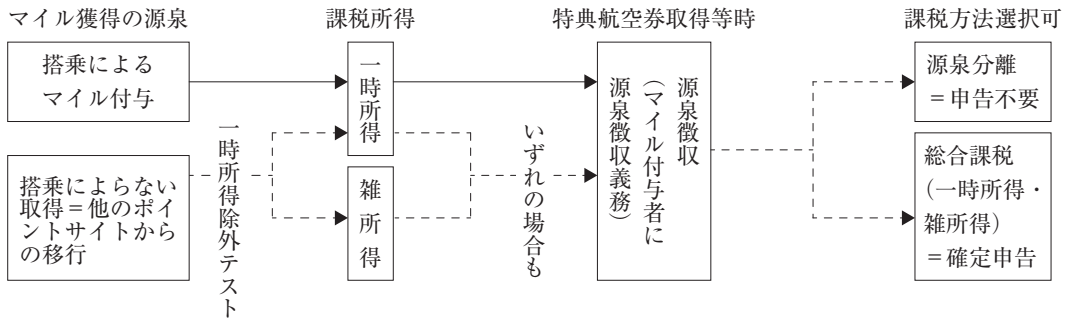 マイル獲得の源泉
課税所得
特典航空券取得等時
課税方法選択可
搭乗による
マイル付与
搭乗によらない
取得＝他のポイ
ントサイトから
の移行
一時所得除外テスト
一時所得
雑所得
いずれの場合も
源泉徴収
（マイル付与者に
源泉徴収義務）
源泉分離
＝申告不要
総合課税
(一時所得・
雑所得）
＝確定申告